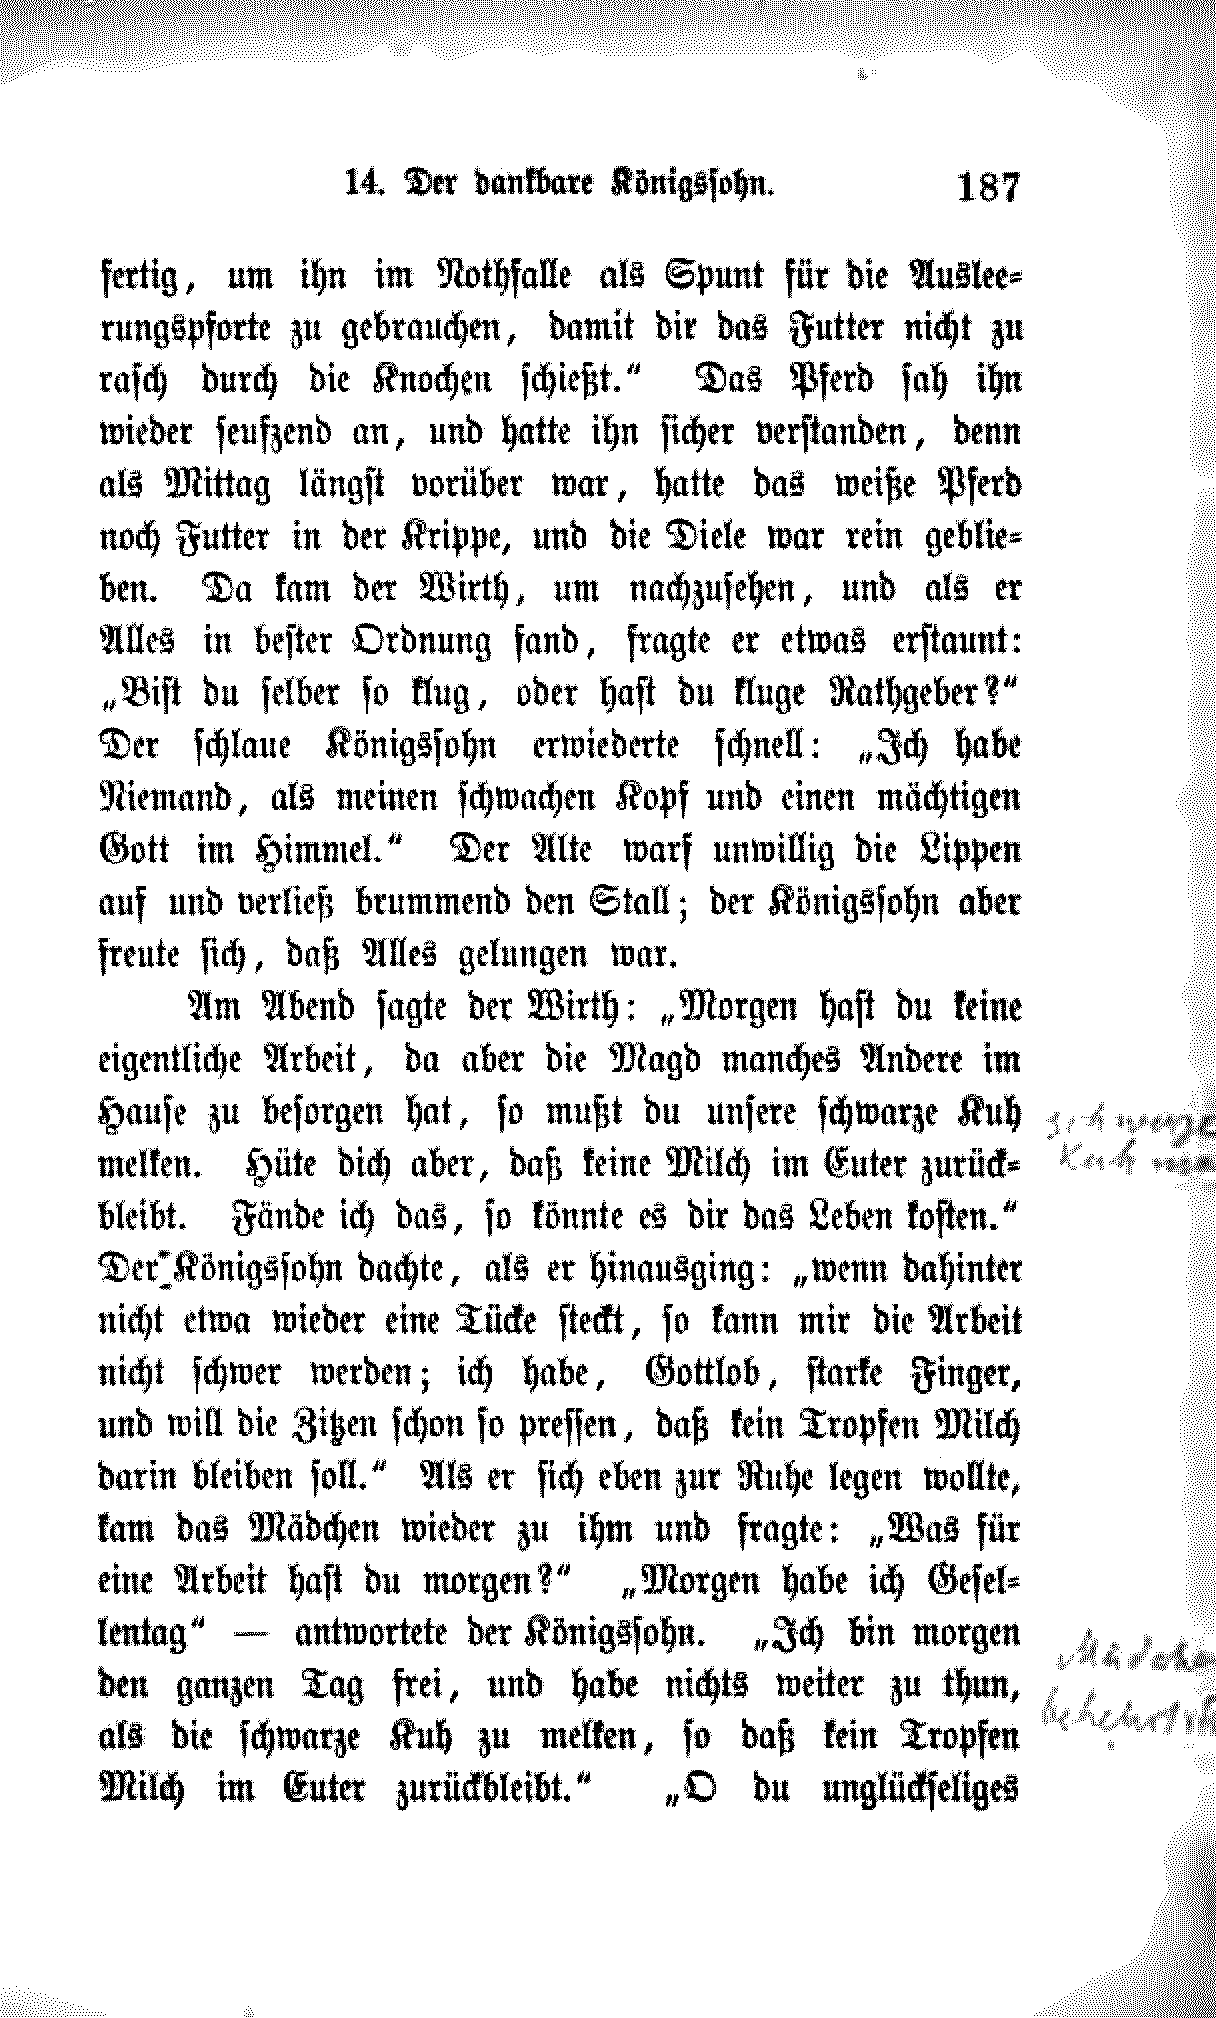 14. Der dankbare Königssohn. 187
fertig, um ihn im Nothfalle als Spunt für die Auslee-
rungspforte zu gebrauchen, damit dir das Futter nicht zu
rasch durch die Knochen schießt.“ Das Pferd sah ihn
wieder seufzend an, und hatte ihn sicher verstanden, denn
als Mittag längst vorüber war, hatte das weiße Pferd
noch Futter in der Krippe, und die Diele war rein geblie-
ben. Da kam der Wirth, um nachzusehen, und als er
Alles in bester Ordnung fand, fragte er etwas erstaunt:
„Bist du selber so klug, oder hast du kluge Rathgeber?“
Der schlaue Königssohn erwiederte schnell: „Ich habe
Niemand, als meinen schwachen Kopf und einen mächtigen
Gott im Himmel.“ Der Alte warf unwillig die Lippen
auf und verließ brummend den Stall; der Königssohn aber
freute sich, daß Alles gelungen war.
Am Abend sagte der Wirth: „Morgen hast du keine
eigentliche Arbeit, da aber die Magd manches Andere im
Hause zu besorgen hat, so mußt du unsere schwarze Kuh
melken. Hüte dich aber, daß keine Milch im Euter zurück-
bleibt. Fände ich das, so könnte es dir das Leben kosten.“
Der Königssohn dachte, als er hinausging: „wenn dahinter
nicht etwa wieder eine Tücke steckt, so kann mir die Arbeit
nicht schwer werden; ich habe, Gottlob, starke Finger,
und will die Zitzen schon so pressen, daß kein Tropfen Milch
darin bleiben soll.“ Als er sich eben zur Ruhe legen wollte,
kam das Mädchen wieder zu ihm und fragte: „Was für
eine Arbeit hast du morgen?“ „Morgen habe ich Gesel-
lentag“ — antwortete der Königssohn. „Ich bin morgen
den ganzen Tag frei, und habe nichts weiter zu thun,
als die schwarze Kuh zu melken, so daß kein Tropfen
Milch im Euter zurückbleibt.“ „O du unglückseliges
schwarze
Kuh